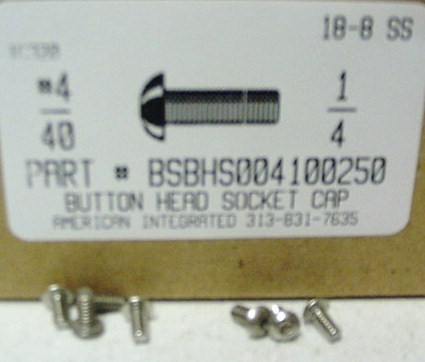 18-8 SS
#4
40
1
4
PART # BSBHS004100250
BUTTON HEAD SOCKET CAP
AMERICAN INTEGRATED 313-831-7635